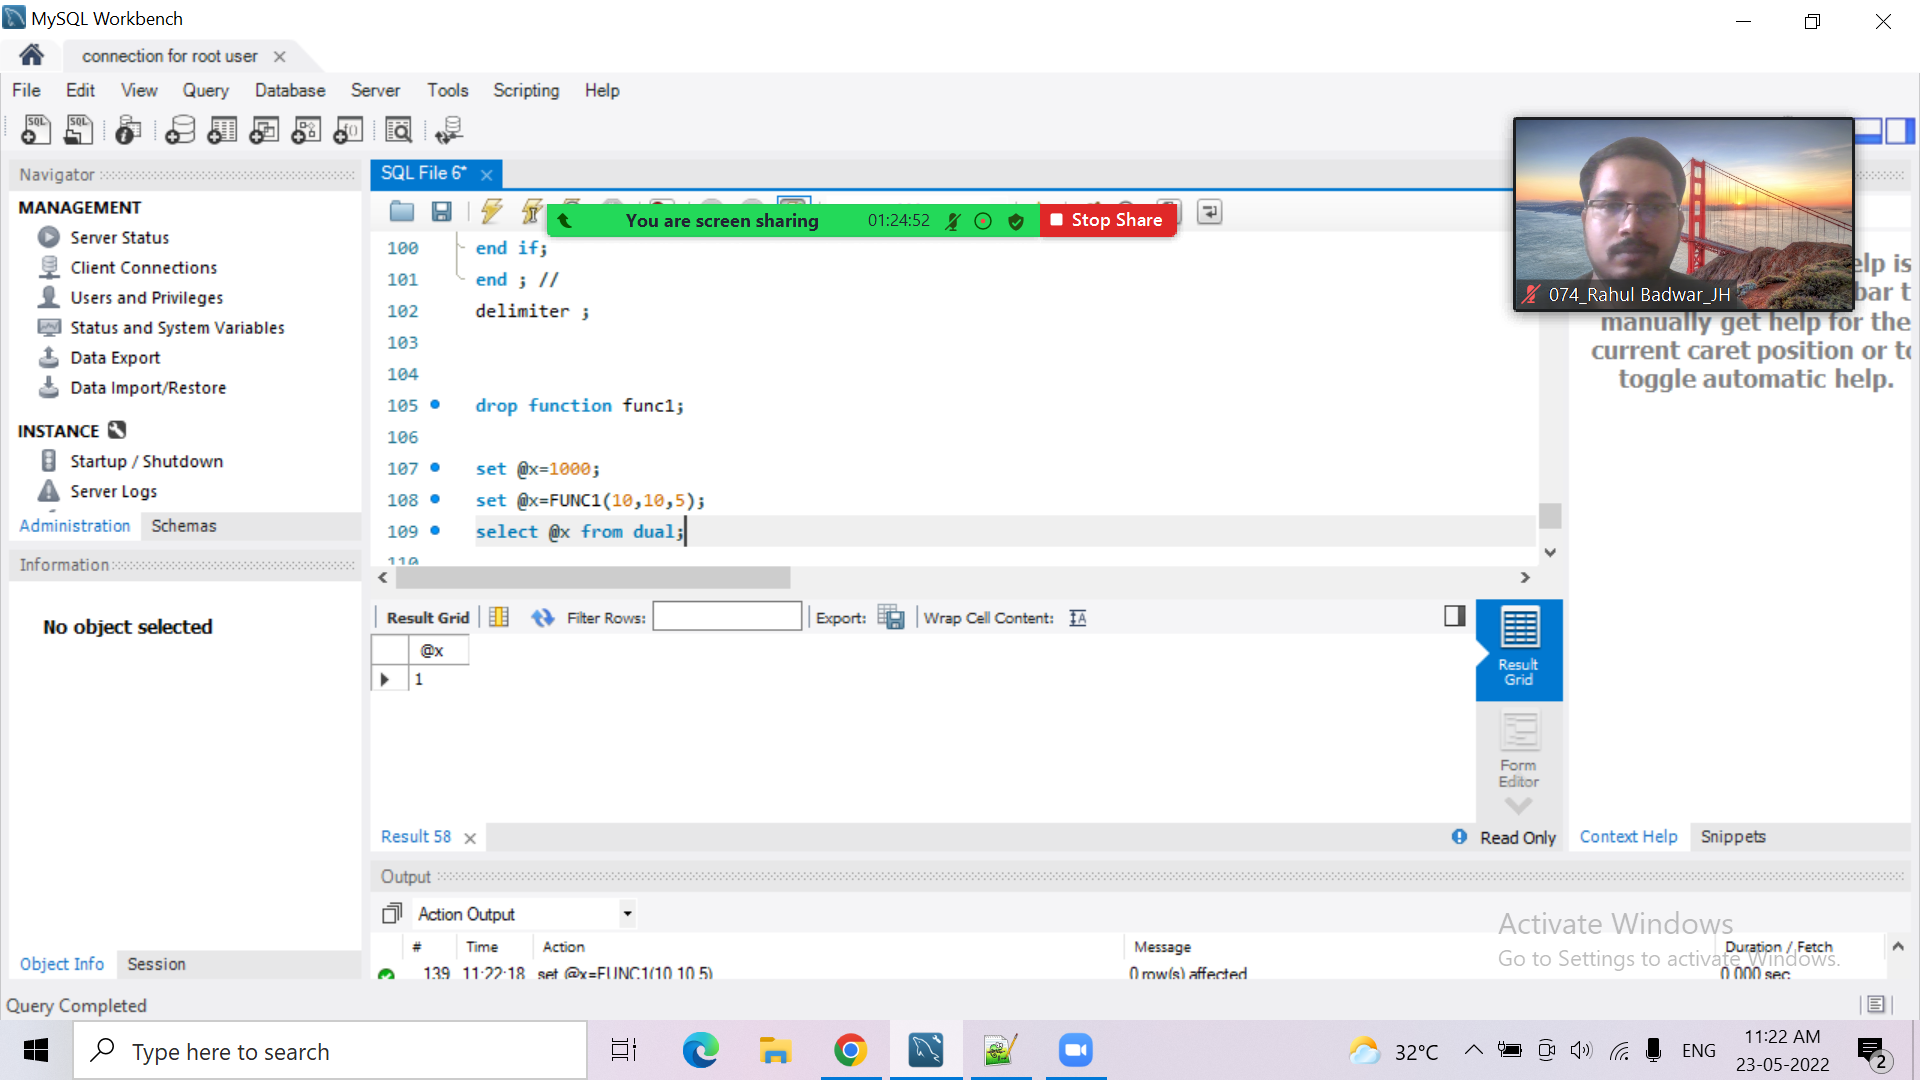 MySQL Workbench
connection for root user
File Edit View Query Database Server Tools Scripting Help
Navigator
MANAGEMENT
Server Status
Client Connections
Users and Privileges
Status and System Variables
Data Export
Data Import/Restore
INSTANCE
Startup / Shutdown
Server Logs
Administration Schemas
Information
No object selected
Object Info Session
SQL File 6*
You are screen sharing 01:24:52 Stop Share
100 end if;
101 end ; //
102 delimiter ;
103
104
105 drop function func1;
106
107 set @x=1000;
108 set @x=FUNC1(10,10,5);
109 select @x from dual;
110
Result Grid Filter Rows: Export: Wrap Cell Content:
@x
1
Result
Grid
Form
Editor
Result 58
Read Only
074_Rahul Badwar_JH
manually get help for the
current caret position or
toggle automatic help.
Context Help Snippets
Output
Action Output
# Time Action Message Duration / Fetch
139 11:22:18 set @x=FUNC1(10,10,5) 0 row(s) affected 0.000 sec
Activate Windows
Go to Settings to activate Windows.
Query Completed
Type here to search
32°C
ENG
11:22 AM
23-05-2022
2